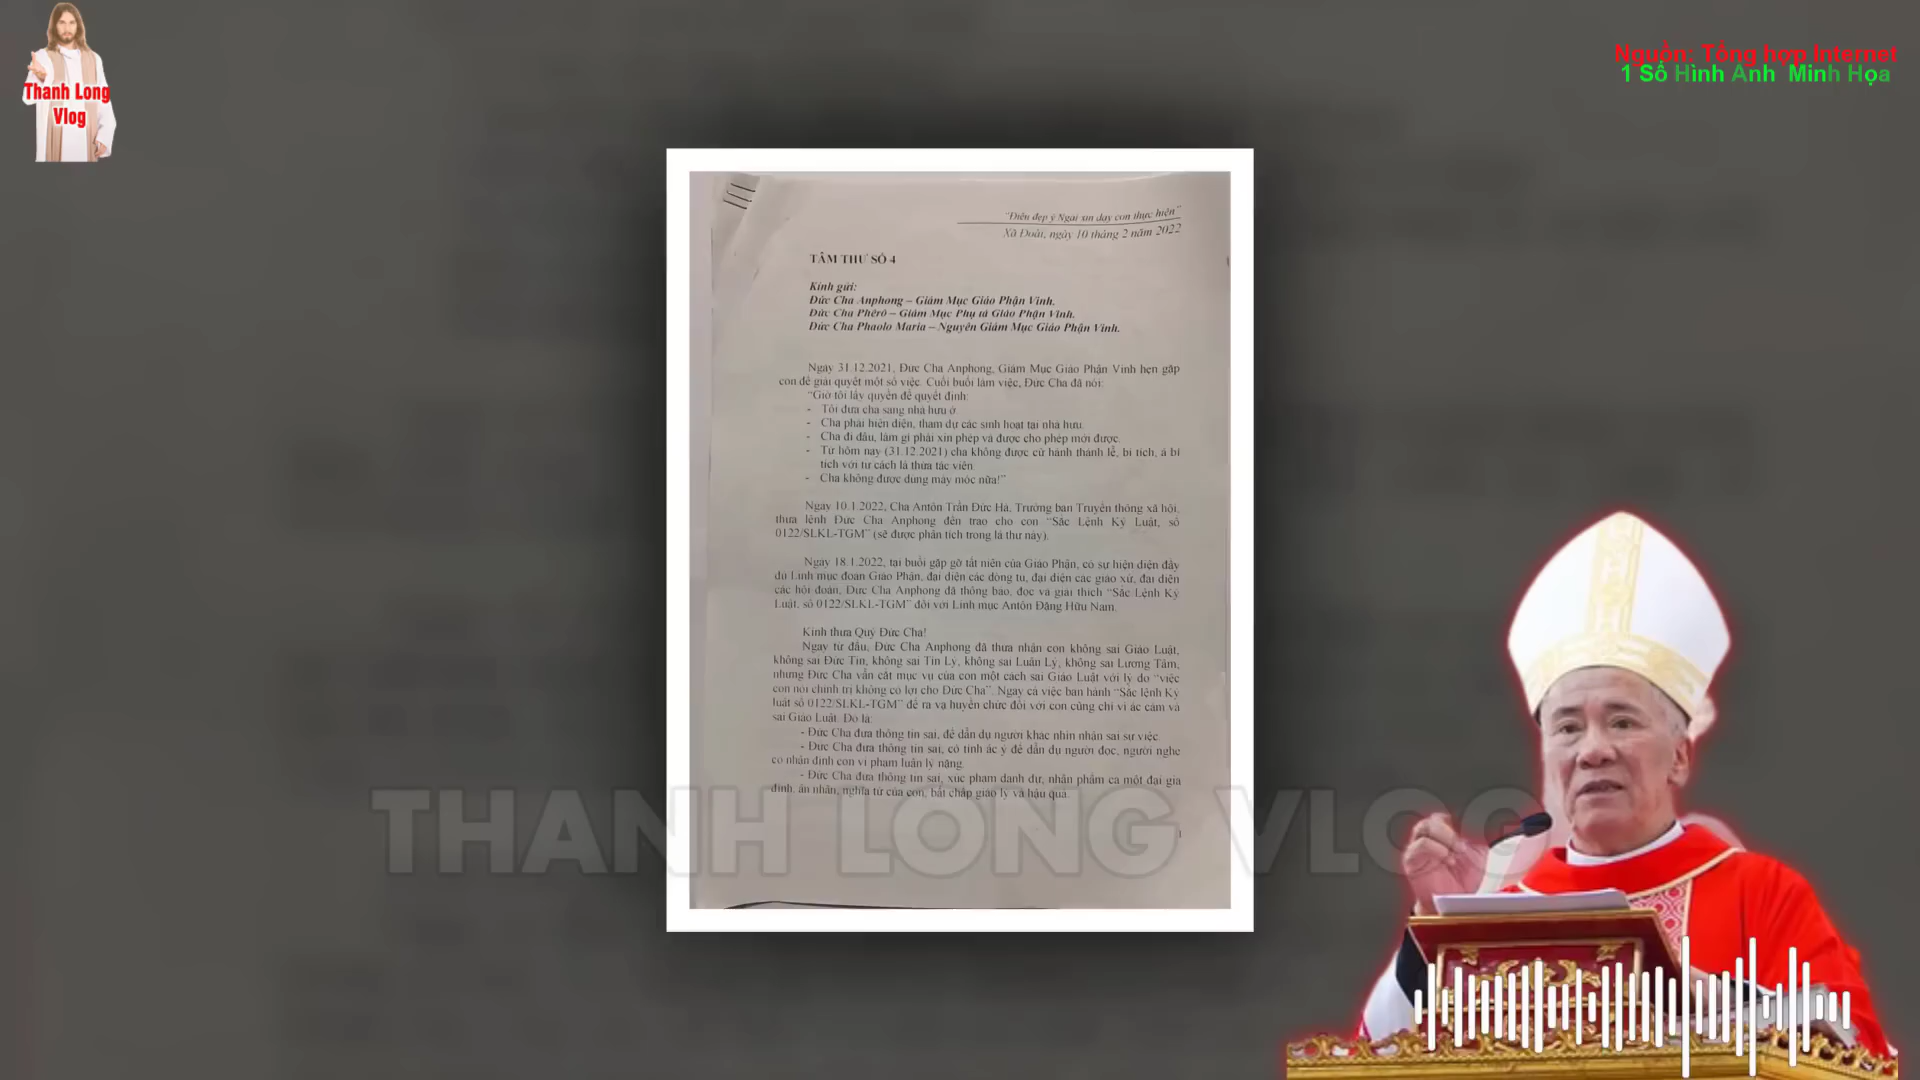 Thanh Long
Vlog
Nguồn: Tổng hợp Internet
1 Số Hình Ảnh Minh Họa
"Điều đẹp ý Ngài xin dạy con thực hiện"
Xã Đoài, ngày 10 tháng 2 năm 2022
TÂM THƯ SỐ 4
Kính gửi:
Đức Cha Anphong – Giám Mục Giáo Phận Vinh.
Đức Cha Phêrô – Giám Mục Phụ tá Giáo Phận Vinh.
Đức Cha Phaolo Maria – Nguyên Giám Mục Giáo Phận Vinh.
Ngày 31.12.2021, Đức Cha Anphong, Giám Mục Giáo Phận Vinh hẹn gặp
con để giải quyết một số việc. Cuối buổi làm việc, Đức Cha đã nói:
"Giờ tôi lấy quyền để quyết định:
- Tôi đưa cha sang nhà hưu ở
- Cha phải hiện diện, tham dự các sinh hoạt tại nhà hưu.
- Cha đi đâu, làm gì phải xin phép và được cho phép mới được.
- Từ hôm nay (31.12.2021) cha không được cử hành thánh lễ, bí tích, á bí
tích với tư cách là thừa tác viên
- Cha không được dùng máy móc nữa!"
Ngày 10.1.2022, Cha Antôn Trần Đức Hà, Trưởng ban Truyền thông xã hội,
thừa lệnh Đức Cha Anphong đến trao cho con "Sắc Lệnh Kỷ Luật, số
0122/SLKL-TGM" (sẽ được phân tích trong lá thư này).
Ngày 18.1.2022, tại buổi gặp gỡ tất niên của Giáo Phận, có sự hiện diện đầy
đủ Linh mục đoàn Giáo Phận, đại diện các dòng tu, đại diện các giáo xứ, đại diện
các hội đoàn, Đức Cha Anphong đã thông báo, đọc và giải thích "Sắc Lệnh Kỷ
Luật, số 0122/SLKL-TGM" đối với Linh mục Antôn Đặng Hữu Nam.
Kính thưa Quý Đức Cha!
Ngay từ đầu, Đức Cha Anphong đã thừa nhận con không sai Giáo Luật,
không sai Đức Tin, không sai Tín Lý, không sai Luân Lý, không sai Lương Tâm,
nhưng Đức Cha vẫn cắt mục vụ của con một cách sai Giáo Luật với lý do "việc
con nói chính trị không có lợi cho Đức Cha". Ngay cả việc ban hành "Sắc lệnh Kỷ
luật số 0122/SLKL-TGM" để ra vạ huyền chức đối với con cũng chỉ vì ác cảm và
sai Giáo Luật. Đó là:
- Đức Cha đưa thông tin sai, để dẫn dụ người khác nhìn nhận sai sự việc.
- Đức Cha đưa thông tin sai, có tính ác ý để dẫn dụ người đọc, người nghe
có nhận định con vi phạm luân lý nặng.
- Đức Cha đưa thông tin sai, xúc phạm danh dự, nhân phẩm cả một đại gia
đình, ân nhân, nghĩa tử của con, bất chấp giáo lý và hậu quả.
1
THANH LONG VLOG